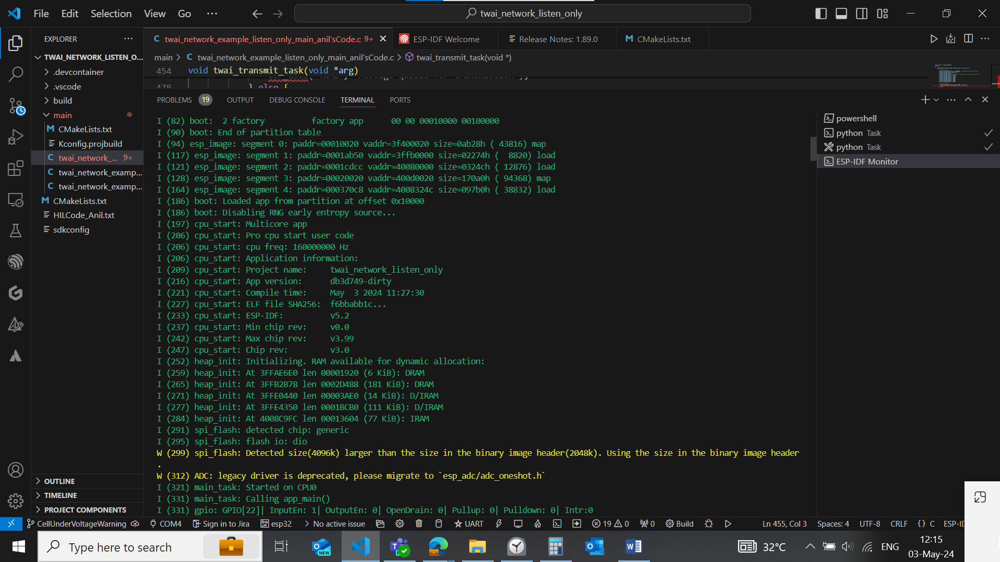 File Edit Selection View Go ··· twai_network_listen_only
EXPLORER ···
TWAI_NETWORK_LISTEN_O...
.devcontainer
.vscode
build
main
CMakeLists.txt
Kconfig.projbuild
twai_network_... 9+
twai_network_examp...
twai_network_examp...
CMakeLists.txt
HILCode_Anil.txt
sdkconfig
OUTLINE
TIMELINE
PROJECT COMPONENTS
twai_network_example_listen_only_main_anil'sCode.c 9+ ESP-IDF Welcome Release Notes: 1.89.0 CMakeLists.txt
main > C twai_network_example_listen_only_main_anil'sCode.c > twai_transmit_task(void *)
454 void twai_transmit_task(void *arg)
478 } else {
PROBLEMS 19 OUTPUT DEBUG CONSOLE TERMINAL PORTS
I (82) boot:  2 factory          factory app      00 00 00010000 00100000
I (90) boot: End of partition table
I (94) esp_image: segment 0: paddr=00010020 vaddr=3f400020 size=0ab28h ( 43816) map
I (117) esp_image: segment 1: paddr=0001ab50 vaddr=3ffb0000 size=02274h (  8820) load
I (121) esp_image: segment 2: paddr=0001cdcc vaddr=40080000 size=0324ch ( 12876) load
I (128) esp_image: segment 3: paddr=00020020 vaddr=400d0020 size=170a0h ( 94368) map
I (164) esp_image: segment 4: paddr=000370c8 vaddr=4008324c size=097b0h ( 38832) load
I (186) boot: Loaded app from partition at offset 0x10000
I (186) boot: Disabling RNG early entropy source...
I (197) cpu_start: Multicore app
I (206) cpu_start: Pro cpu start user code
I (206) cpu_start: cpu freq: 160000000 Hz
I (206) cpu_start: Application information:
I (209) cpu_start: Project name:     twai_network_listen_only
I (216) cpu_start: App version:      db3d749-dirty
I (221) cpu_start: Compile time:     May  3 2024 11:27:30
I (227) cpu_start: ELF file SHA256:  f6bbabb1c...
I (233) cpu_start: ESP-IDF:          v5.2
I (237) cpu_start: Min chip rev:     v0.0
I (242) cpu_start: Max chip rev:     v3.99
I (247) cpu_start: Chip rev:         v3.0
I (252) heap_init: Initializing. RAM available for dynamic allocation:
I (259) heap_init: At 3FFAE6E0 len 00001920 (6 KiB): DRAM
I (265) heap_init: At 3FFB2B78 len 0002D488 (181 KiB): DRAM
I (271) heap_init: At 3FFE0440 len 00003AE0 (14 KiB): D/IRAM
I (277) heap_init: At 3FFE4350 len 0001BCB0 (111 KiB): D/IRAM
I (284) heap_init: At 4008C9FC len 00013604 (77 KiB): IRAM
I (291) spi_flash: detected chip: generic
I (295) spi_flash: flash io: dio
W (299) spi_flash: Detected size(4096k) larger than the size in the binary image header(2048k). Using the size in the binary image header
.
W (312) ADC: legacy driver is deprecated, please migrate to `esp_adc/adc_oneshot.h`
I (321) main_task: Started on CPU0
I (331) main_task: Calling app_main()
I (331) gpio: GPIO[22]| InputEn: 1| OutputEn: 0| OpenDrain: 0| Pullup: 0| Pulldown: 0| Intr:0
powershell
python Task
python Task
ESP-IDF Monitor
CellUnderVoltageWarning COM4 Sign in to Jira esp32 No active issue UART 19 0 0 Build Ln 455, Col 3 Spaces: 4 UTF-8 CRLF {} C ESP-ID
Type here to search 32°C ENG 12:15
03-May-24